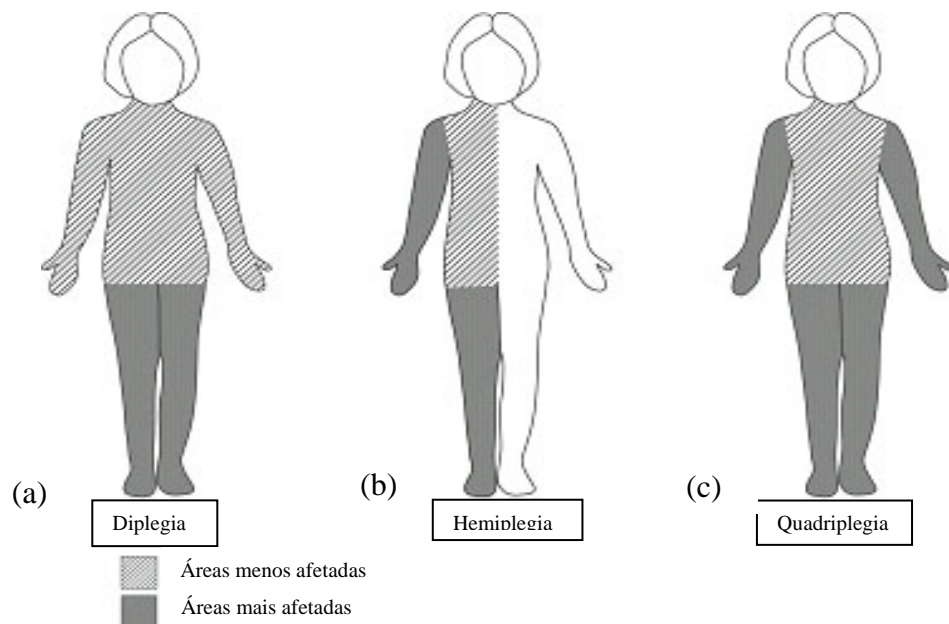 (a)
Diplegia
(b)
Hemiplegia
(c)
Quadriplegia
Áreas menos afetadas
Áreas mais afetadas